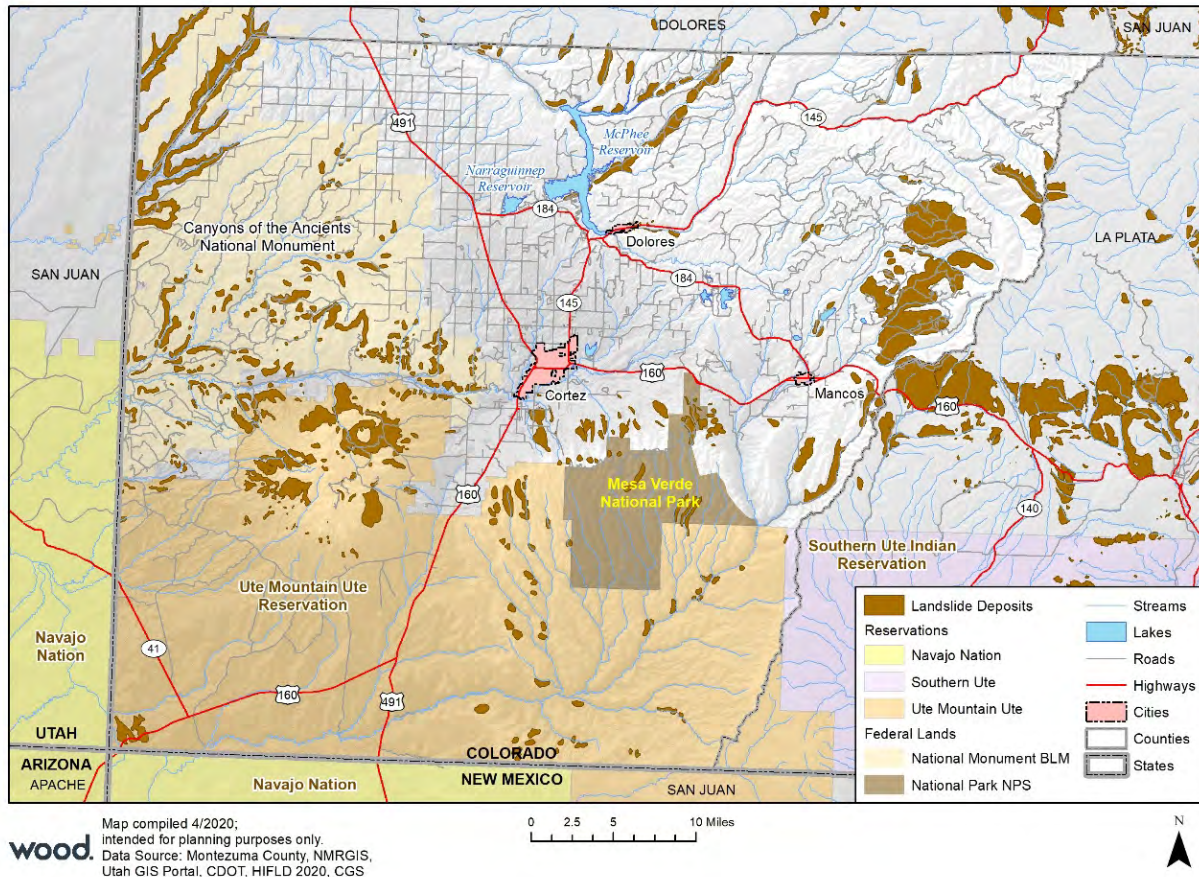 DOLORES
SAN JUAN
491
145
McPhee
Reservoir
Narraguinnep
Reservoir
184
Canyons of the Ancients
National Monument
Dolores
LA PLATA
SAN JUAN
184
145
160
Cortez
Mancos
160
160
Mesa Verde
National Park
140
Southern Ute Indian
Reservation
Ute Mountain Ute
Reservation
Navajo
Nation
41
160
491
UTAH
COLORADO
ARIZONA
NEW MEXICO
APACHE
Navajo Nation
SAN JUAN
Landslide Deposits
Reservations
Navajo Nation
Southern Ute
Ute Mountain Ute
Federal Lands
National Monument BLM
National Park NPS
Streams
Lakes
Roads
Highways
Cities
Counties
States
wood.
Map compiled 4/2020;
intended for planning purposes only.
Data Source: Montezuma County, NMRGIS,
Utah GIS Portal, CDOT, HIFLD 2020, CGS
0 2.5 5 10 Miles
N